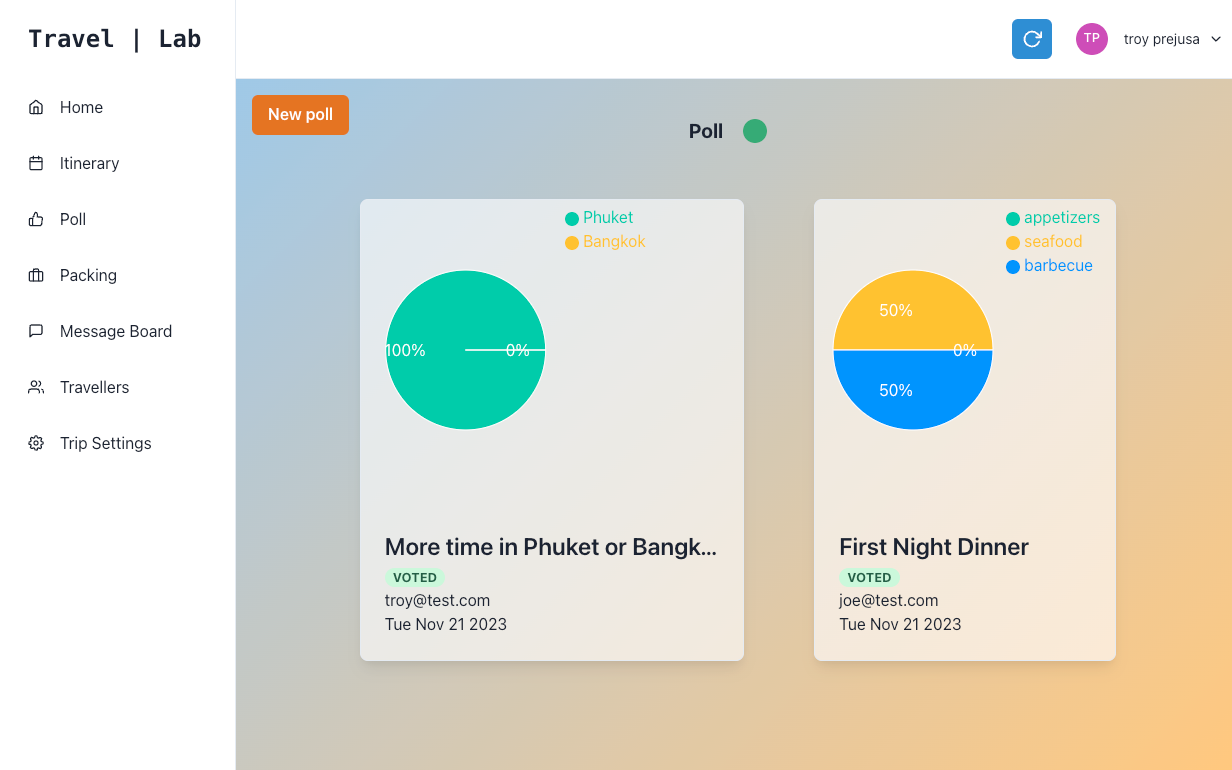 Travel | Lab
TP
troy prejusa
Home
Itinerary
Poll
Packing
Message Board
Travellers
Trip Settings
New poll
Poll
Phuket
Bangkok
100%
0%
More time in Phuket or Bangk...
VOTED
troy@test.com
Tue Nov 21 2023
appetizers
seafood
barbecue
50%
0%
50%
First Night Dinner
VOTED
joe@test.com
Tue Nov 21 2023